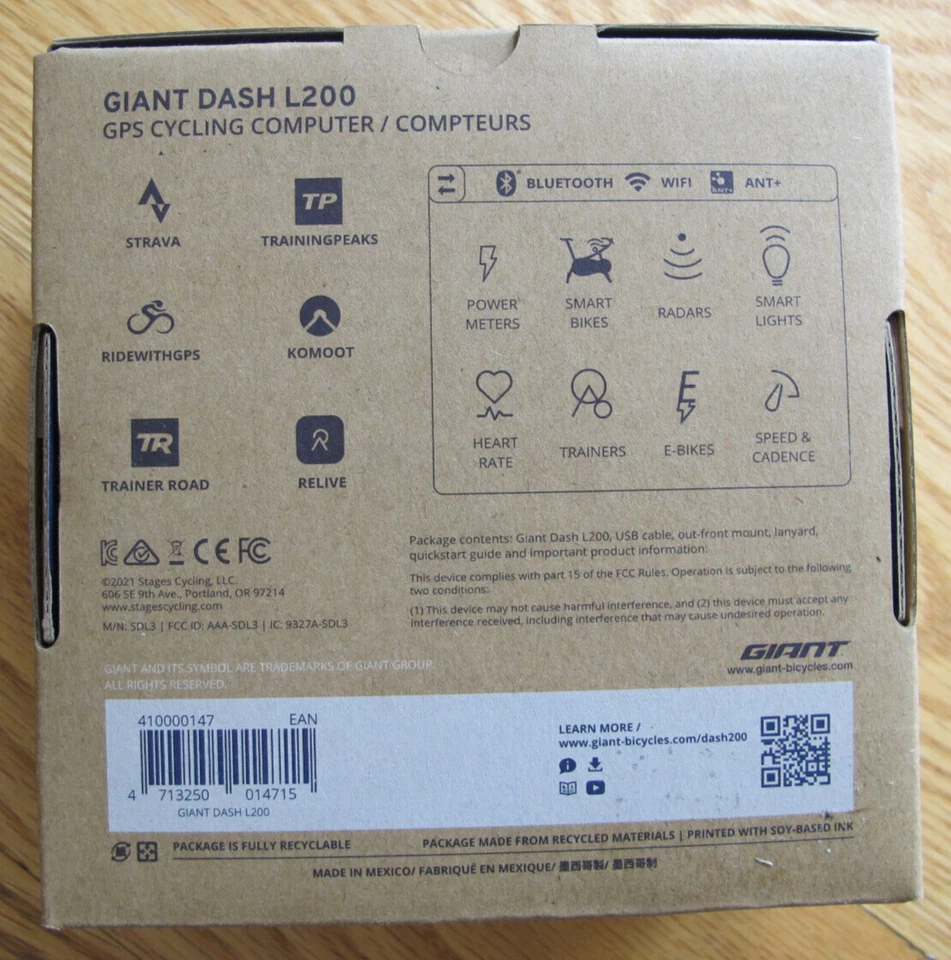 GIANT DASH L200
GPS CYCLING COMPUTER / COMPTEURS
STRAVA
TP
TRAININGPEAKS
RIDEWITHGPS
KOMOOT
TR
TRAINER ROAD
RELIVE
BLUETOOTH
WIFI
ANT+
ANT+
POWER
METERS
SMART
BIKES
RADARS
SMART
LIGHTS
HEART
RATE
TRAINERS
E-BIKES
SPEED &
CADENCE
CE FC
©2021 Stages Cycling, LLC.
606 SE 9th Ave., Portland, OR 97214
www.stagescycling.com
M/N: SDL3 | FCC ID: AAA-SDL3 | IC: 9327A-SDL3
Package contents: Giant Dash L200, USB cable, out-front mount, lanyard,
quickstart guide and important product information.
This device complies with part 15 of the FCC Rules. Operation is subject to the following
two conditions:
(1) This device may not cause harmful interference, and (2) this device must accept any
interference received, including interference that may cause undesired operation.
GIANT AND ITS SYMBOL ARE TRADEMARKS OF GIANT GROUP.
ALL RIGHTS RESERVED.
GIANT
www.giant-bicycles.com
410000147 EAN
4 713250 014715
GIANT DASH L200
LEARN MORE /
www.giant-bicycles.com/dash200
PACKAGE IS FULLY RECYCLABLE
PACKAGE MADE FROM RECYCLED MATERIALS | PRINTED WITH SOY-BASED INK
MADE IN MEXICO/ FABRIQUÉ EN MEXIQUE/ 墨西哥製/ 墨西哥制